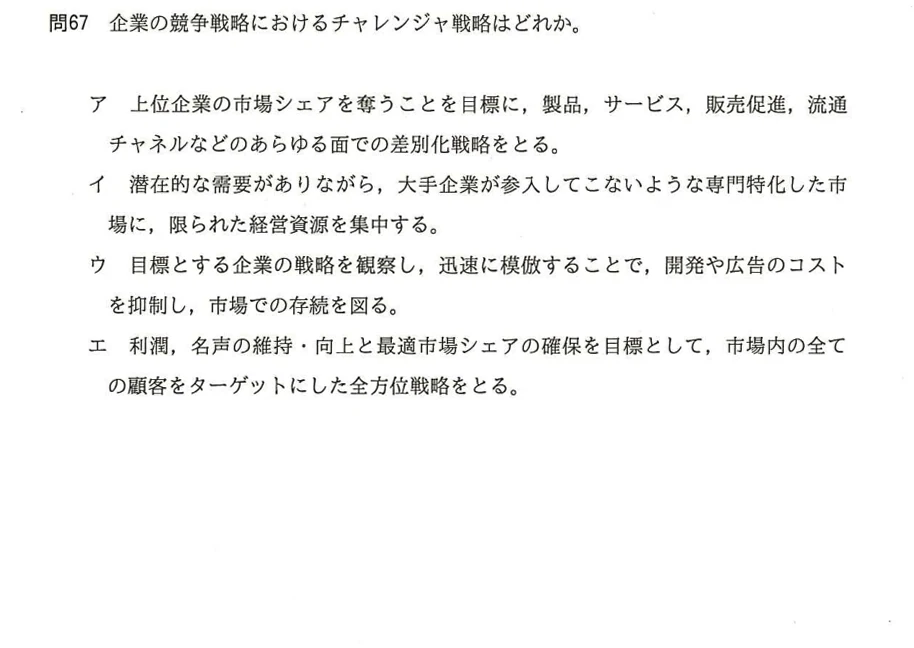 問67 企業の競争戦略におけるチャレンジャ戦略はどれか。
ア 上位企業の市場シェアを奪うことを目標に，製品，サービス，販売促進，流通
チャネルなどのあらゆる面での差別化戦略をとる。
イ 潜在的な需要がありながら，大手企業が参入してこないような専門特化した市
場に，限られた経営資源を集中する。
ウ 目標とする企業の戦略を観察し，迅速に模倣することで，開発や広告のコスト
を抑制し，市場での存続を図る。
エ 利潤，名声の維持・向上と最適市場シェアの確保を目標として，市場内の全て
の顧客をターゲットにした全方位戦略をとる。